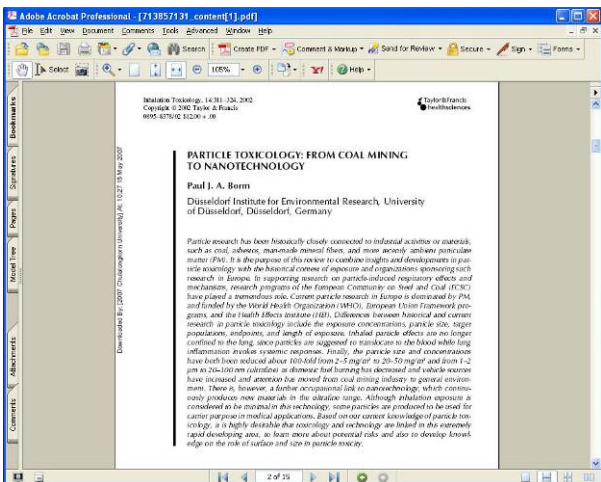 Adobe Acrobat Professional - [713857131_content[1].pdf]
File Edit View Document Comments Tools Advanced Window Help
Search Create PDF Comment & Markup Send for Review Secure Sign Forms
Select 105% Y! Help
Bookmarks
Signatures
Pages
Model Tree
Attachments
Comments
Downloaded By: [2007 Chulalongkorn University] At: 10:27 15 May 2007
Inhalation Toxicology, 14:311–324, 2002
Copyright © 2002 Taylor & Francis
0895-8378/02 $12.00 + .00
Taylor & Francis
healthsciences
PARTICLE TOXICOLOGY: FROM COAL MINING
TO NANOTECHNOLOGY
Paul J. A. Borm
Düsseldorf Institute for Environmental Research, University
of Düsseldorf, Düsseldorf, Germany
Particle research has been historically closely connected to industrial activities or materials,
such as coal, asbestos, man-made mineral fibers, and more recently ambient particulate
matter (PM). It is the purpose of this review to combine insights and developments in par-
ticle toxicology with the historical context of exposure and organizations sponsoring such
research in Europe. In supporting research on particle-induced respiratory effects and
mechanisms, research programs of the European Community on Steel and Coal (ECSC)
have played a tremendous role. Current particle research in Europe is dominated by PM,
and funded by the World Health Organization (WHO), European Union Framework pro-
grams, and the Health Effects Institute (HEI). Differences between historical and current
research in particle toxicology include the exposure concentrations, particle size, target
populations, endpoints, and length of exposure. Inhaled particle effects are no longer
confined to the lung, since particles are suggested to translocate to the blood while lung
inflammation invokes systemic responses. Finally, the particle size and concentrations
have both been reduced about 100-fold from 2–5 mg/m³ to 20–50 mg/m³ and from 1–2
µm to 20–100 nm (ultrafine) as domestic fuel burning has decreased and vehicle sources
have increased and attention has moved from coal mining industry to general environ-
ment. There is, however, a further occupational link to nanotechnology, which continu-
ously produces new materials in the ultrafine range. Although inhalation exposure is
considered to be minimal in this technology, some particles are produced to be used for
carrier purpose in medical applications. Based on our current knowledge of particle tox-
icology, it is highly desirable that toxicology and technology are linked in this extremely
rapid developing area, to learn more about potential risks and also to develop knowl-
edge on the role of surface and size in particle toxicity.
2 of 15